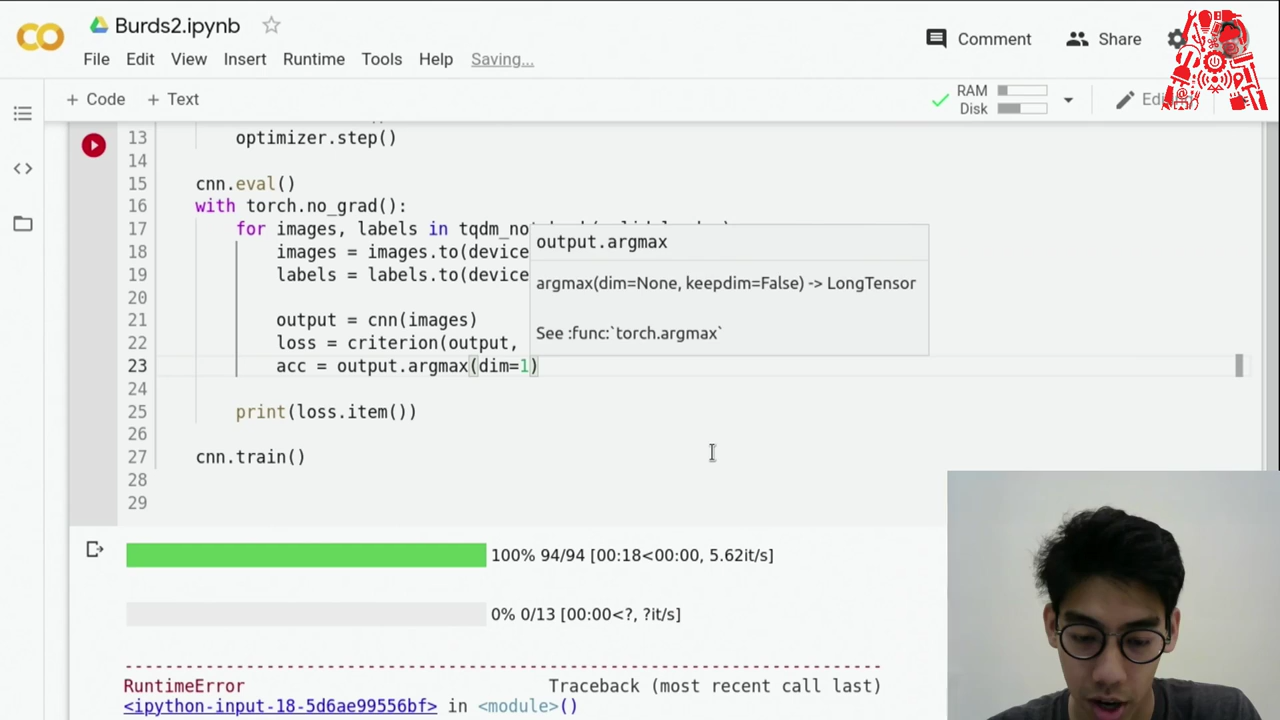 CO Burds2.ipynb
File Edit View Insert Runtime Tools Help Saving...
Comment Share
+ Code + Text
RAM
Disk
13 optimizer.step()
14
15 cnn.eval()
16 with torch.no_grad():
17 for images, labels in
18 images = images.to(device
19 labels = labels.to(device
20
21 output = cnn(images)
22 loss = criterion(output,
23 acc = output.argmax(dim=1)
24
25 print(loss.item())
26
27 cnn.train()
28
29
output.argmax
argmax(dim=None, keepdim=False) -> LongTensor
See :func:`torch.argmax`
100% 94/94 [00:18<00:00, 5.62it/s]
0% 0/13 [00:00<?, ?it/s]
---------------------------------------------------------------------------
RuntimeError Traceback (most recent call last)
<ipython-input-18-5d6ae99556bf> in <module>()